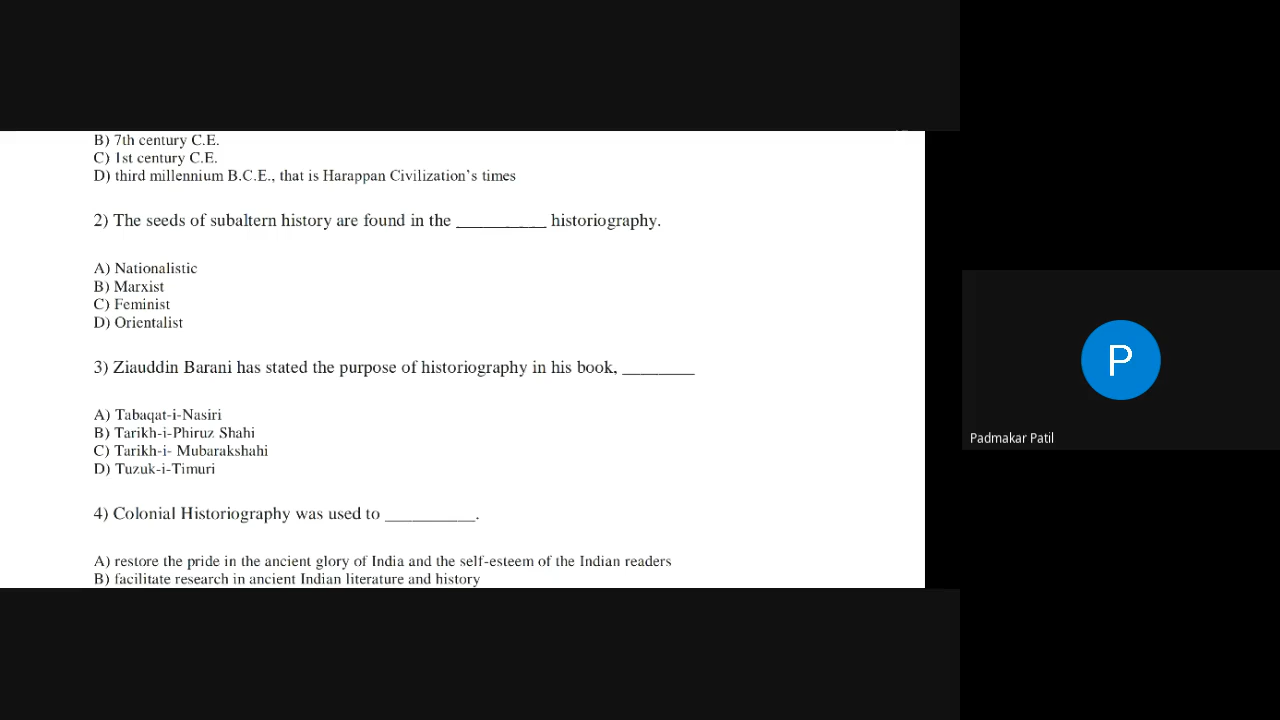 B) 7th century C.E.
C) 1st century C.E.
D) third millennium B.C.E., that is Harappan Civilization's times
2) The seeds of subaltern history are found in the __________ historiography.
A) Nationalistic
B) Marxist
C) Feminist
D) Orientalist
3) Ziauddin Barani has stated the purpose of historiography in his book, ________
A) Tabaqat-i-Nasiri
B) Tarikh-i-Phiruz Shahi
C) Tarikh-i- Mubarakshahi
D) Tuzuk-i-Timuri
4) Colonial Historiography was used to __________.
A) restore the pride in the ancient glory of India and the self-esteem of the Indian readers
B) facilitate research in ancient Indian literature and history
P
Padmakar Patil